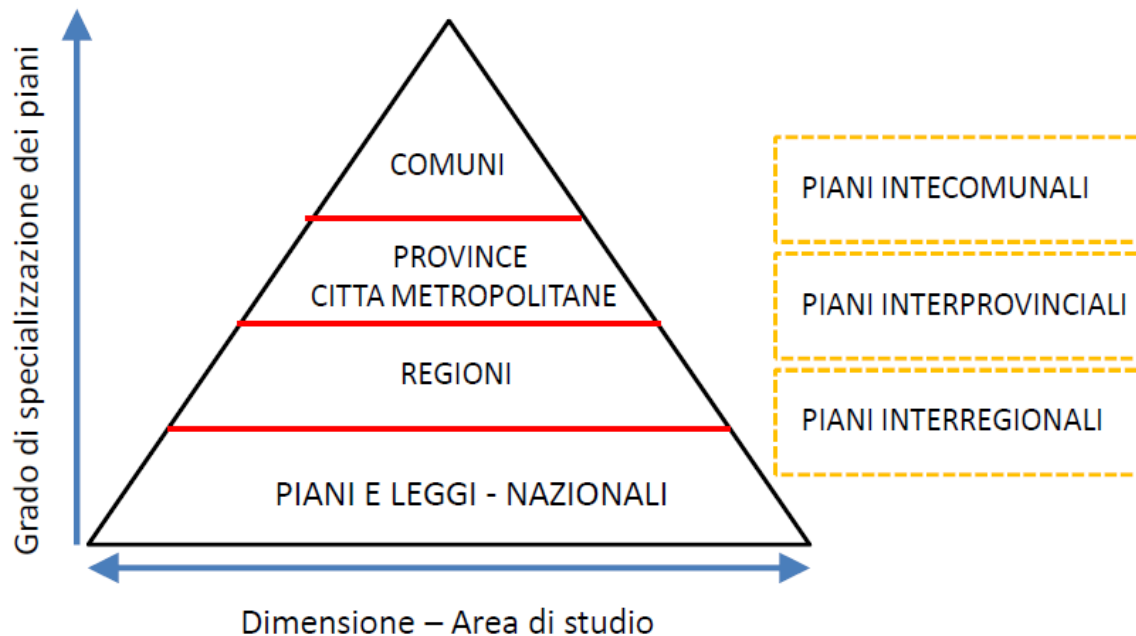 Grado di specializzazione dei piani
COMUNI
PROVINCE
CITTA METROPOLITANE
REGIONI
PIANI E LEGGI - NAZIONALI
PIANI INTECOMUNALI
PIANI INTERPROVINCIALI
PIANI INTERREGIONALI
Dimensione – Area di studio